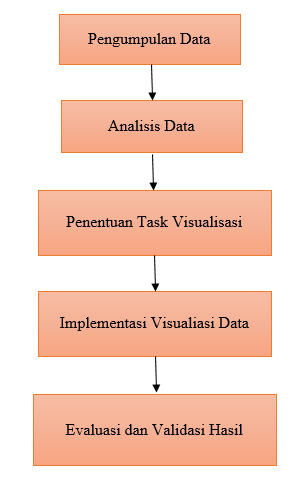 Pengumpulan Data
Analisis Data
Penentuan Task Visualisasi
Implementasi Visualiasi Data
Evaluasi dan Validasi Hasil